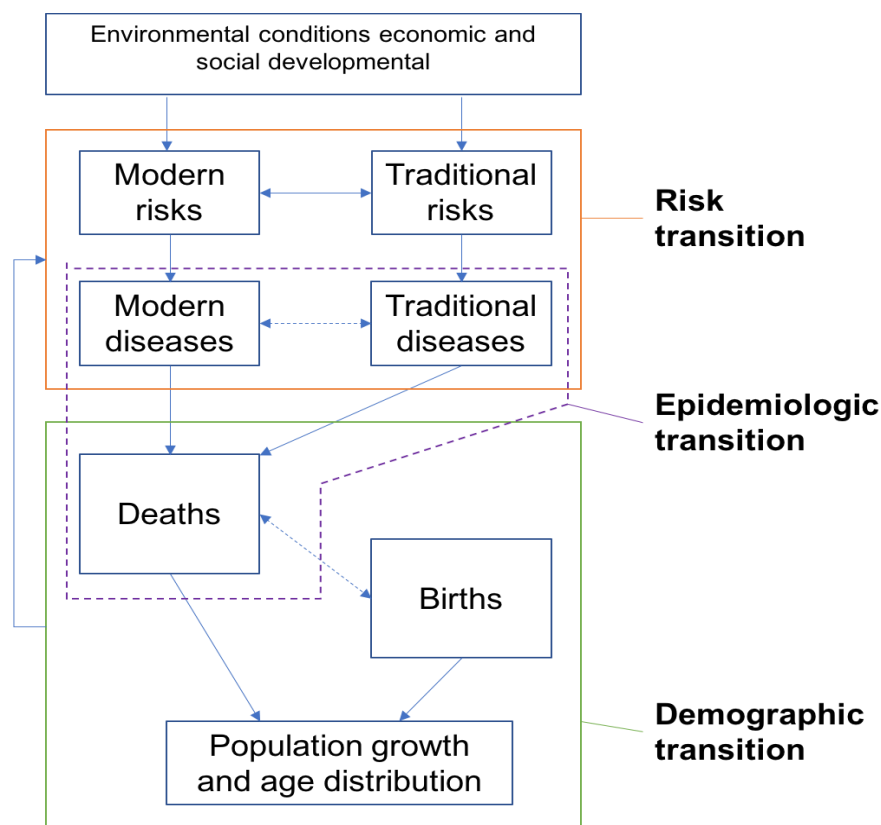 Environmental conditions economic and
social developmental
Modern
risks
Traditional
risks
Risk
transition
Modern
diseases
Traditional
diseases
Epidemiologic
transition
Deaths
Births
Demographic
transition
Population growth
and age distribution